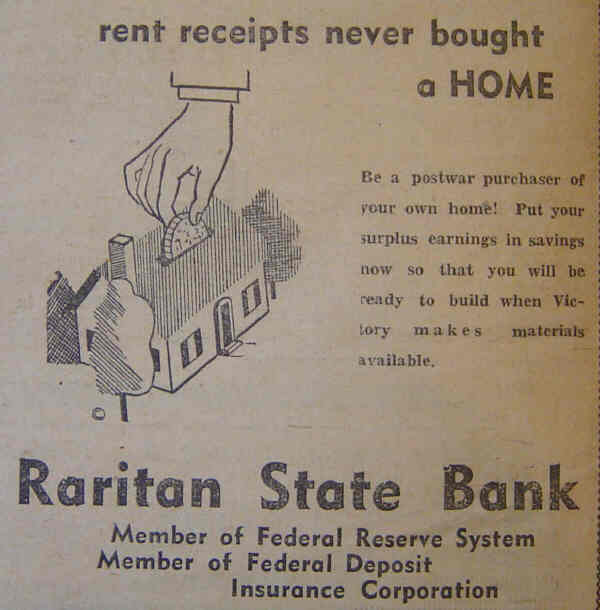 rent receipts never bought
a HOME
Be a postwar purchaser of
your own home! Put your
surplus earnings in savings
now so that you will be
ready to build when Vic-
tory makes materials
available.
©
Raritan State Bank
Member of Federal Reserve System
Member of Federal Deposit
Insurance Corporation